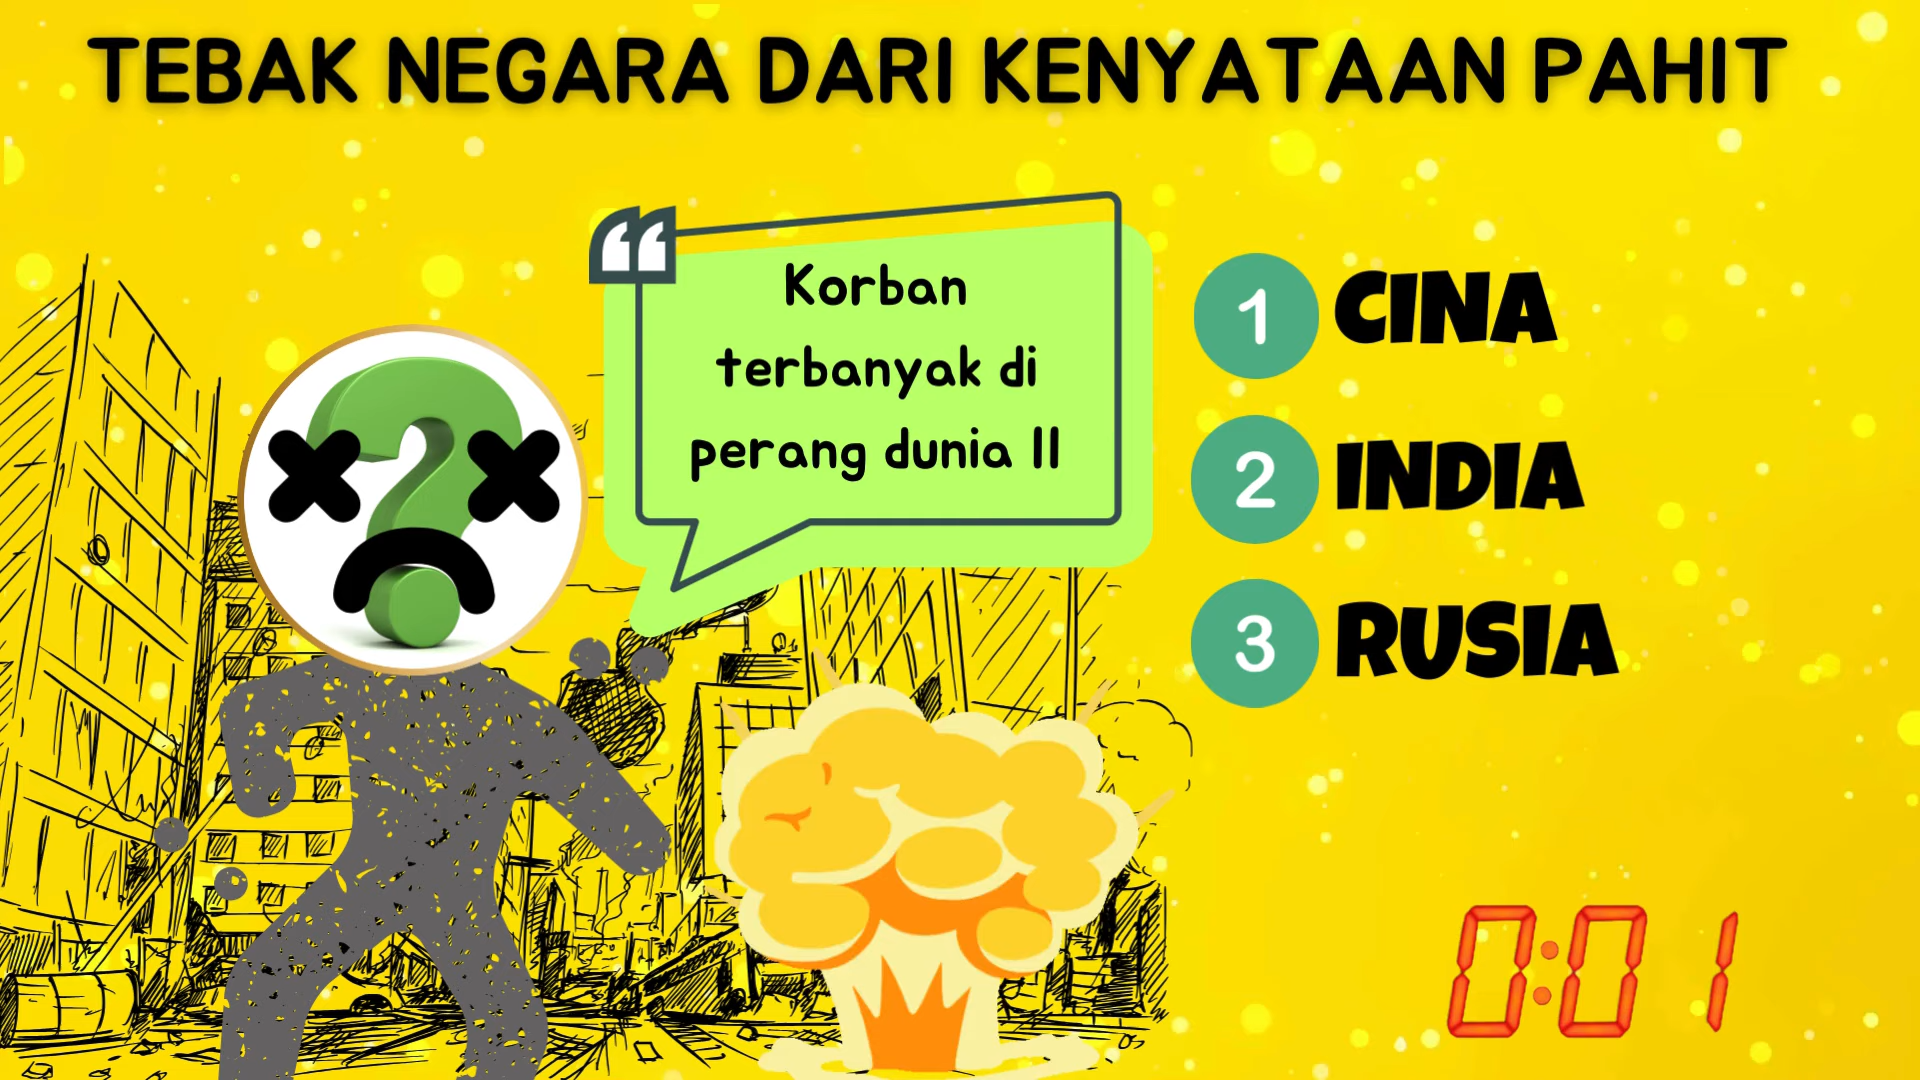 TEBAK NEGARA DARI KENYATAAN PAHIT
Korban
terbanyak di
perang dunia II
1 CINA
2 INDIA
3 RUSIA
0:01